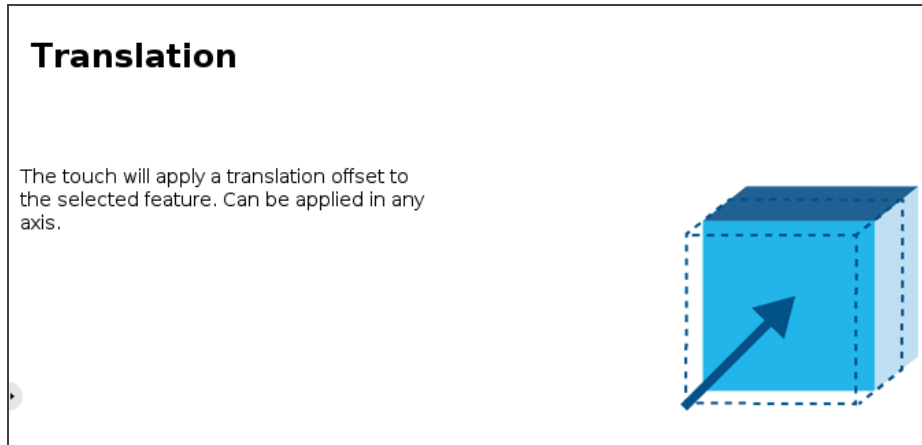 Translation
The touch will apply a translation offset to
the selected feature. Can be applied in any
axis.